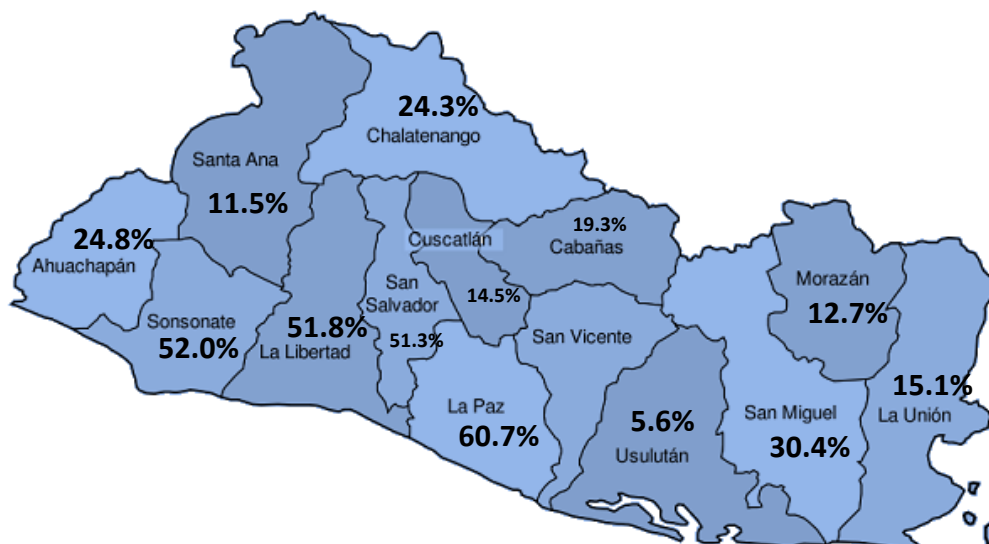 24.3%
Chalatenango
Santa Ana
11.5%
24.8%
Ahuachapán
19.3%
Cabañas
Cuscatlán
14.5%
San
Salvador
51.3%
Sonsonate
52.0%
51.8%
La Libertad
San Vicente
Morazán
12.7%
La Paz
60.7%
5.6%
Usulután
San Miguel
30.4%
15.1%
La Unión